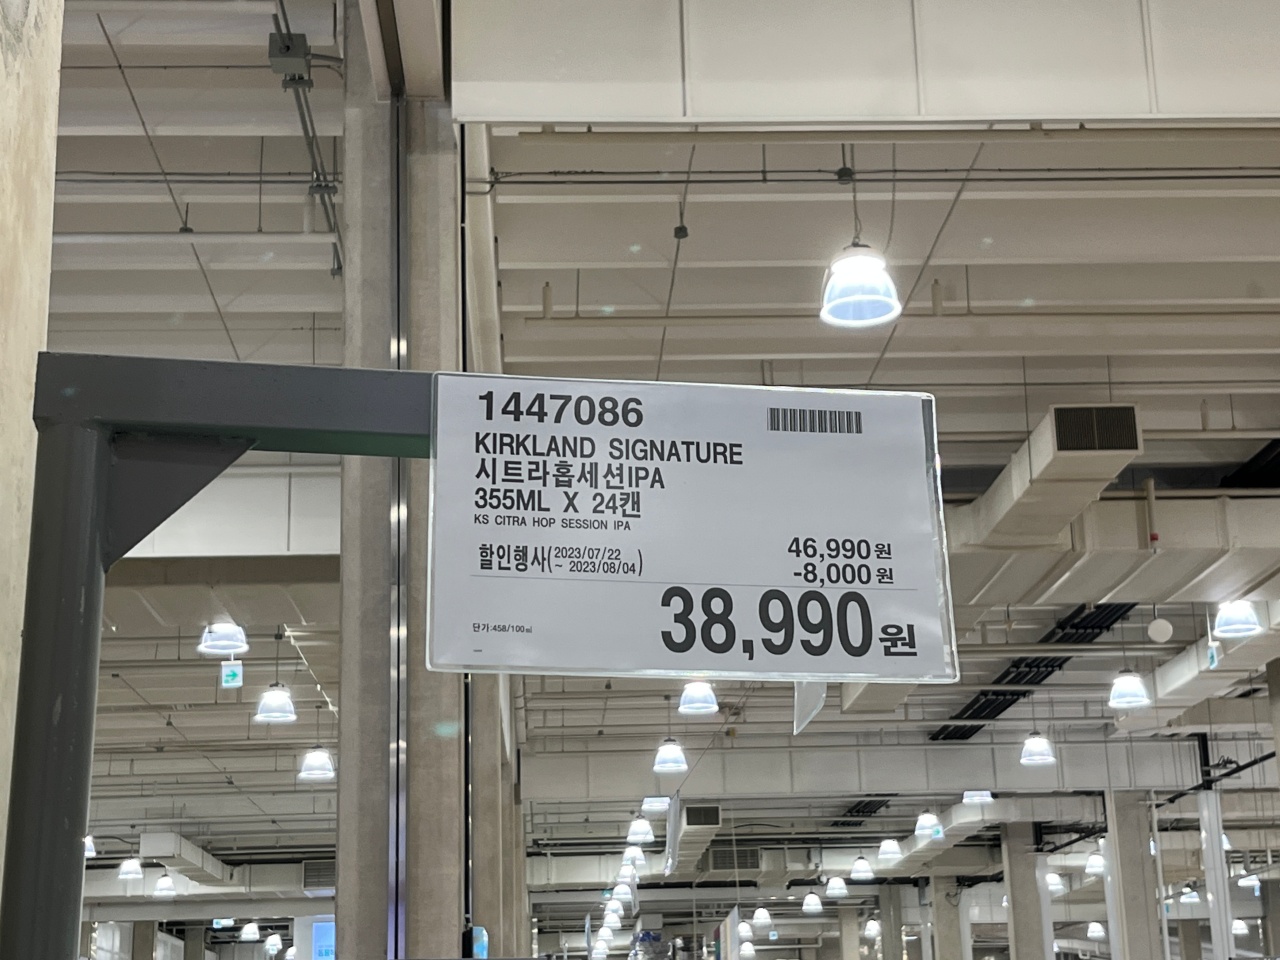 1447086
KIRKLAND SIGNATURE
시트라홉세션IPA
355ML X 24캔
KS CITRA HOP SESSION IPA
할인행사(2023/07/22
~ 2023/08/04)
46,990원
-8,000원
38,990원
단가:458/100㎖